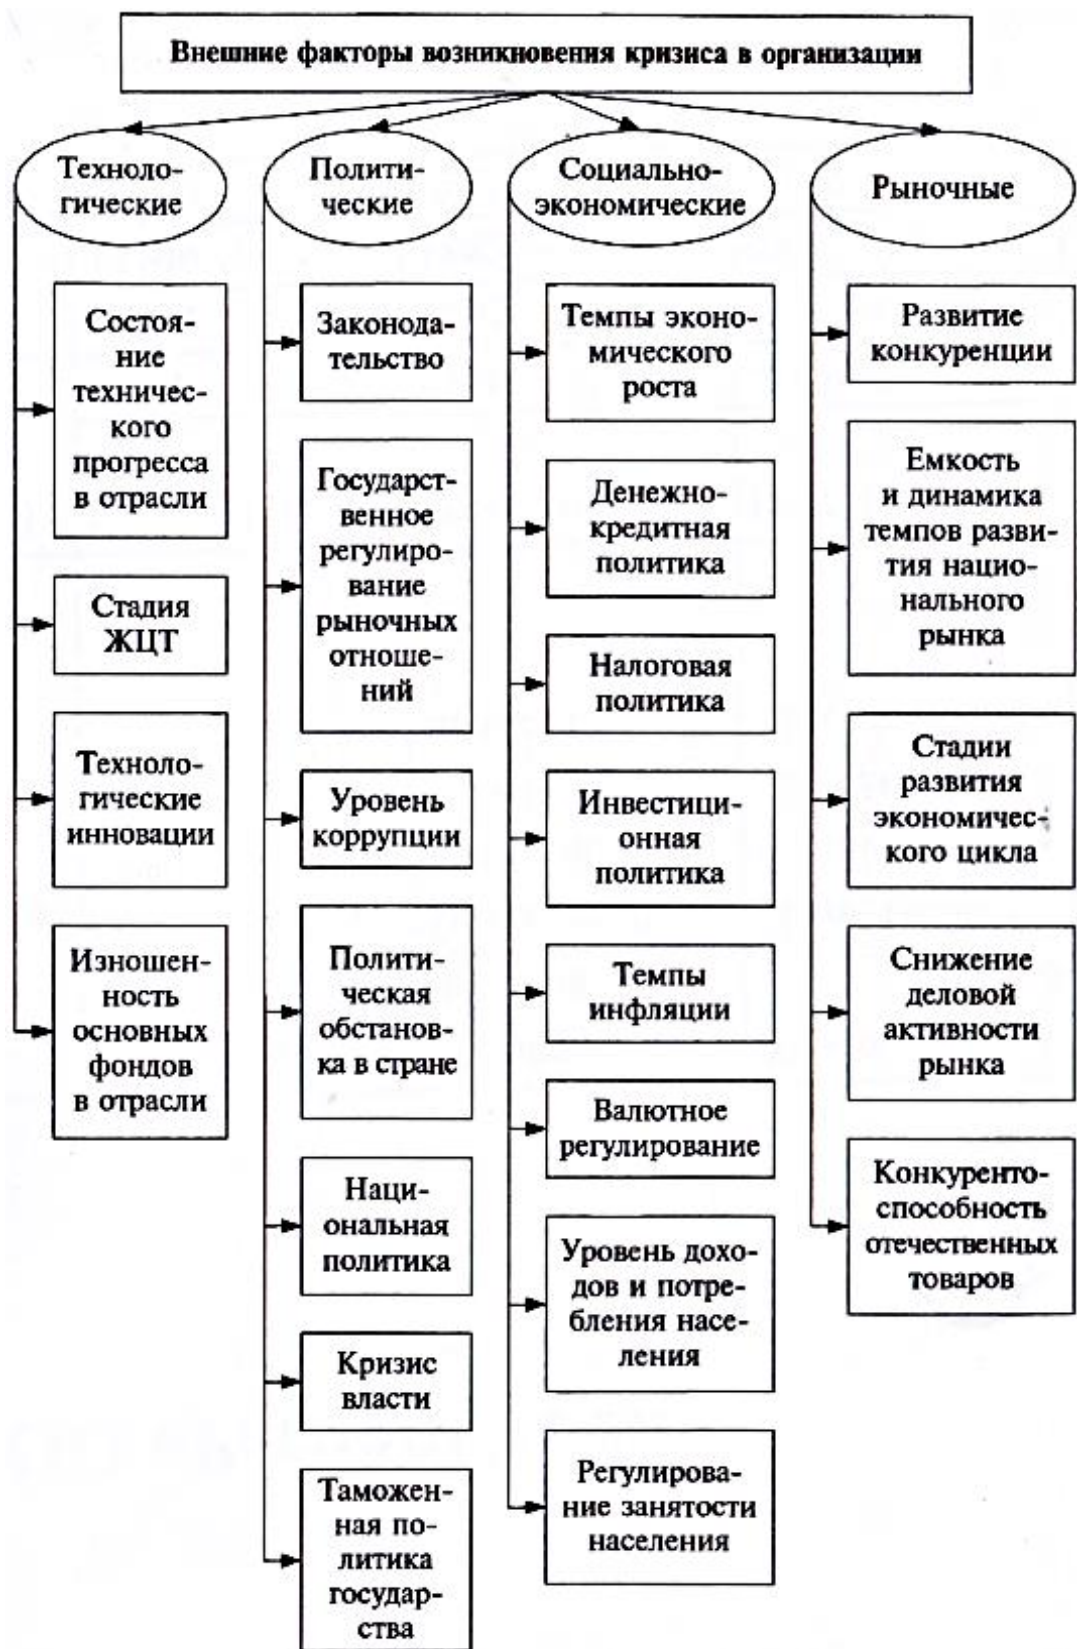 Внешние факторы возникновения кризиса в организации
Техноло-
гические
Состоя-
ние
техничес-
кого
прогресса
в отрасли
Стадия
ЖЦТ
Техноло-
гические
инновации
Изношен-
ность
основных
фондов
в отрасли
Полити-
ческие
Законода-
тельство
Государст-
венное
регулиро-
вание
рыночных
отноше-
ний
Уровень
коррупции
Полити-
ческая
обстанов-
ка в стране
Наци-
ональная
политика
Кризис
власти
Таможен-
ная по-
литика
государ-
ства
Социально-
экономические
Темпы эконо-
мического
роста
Денежно-
кредитная
политика
Налоговая
политика
Инвестици-
онная
политика
Темпы
инфляции
Валютное
регулирование
Уровень дохо-
дов и потре-
бления насе-
ления
Регулирова-
ние занятости
населения
Рыночные
Развитие
конкуренции
Емкость
и динамика
темпов разви-
тия нацио-
нального
рынка
Стадии
развития
экономичес-
кого цикла
Снижение
деловой
активности
рынка
Конкуренто-
способность
отечественных
товаров